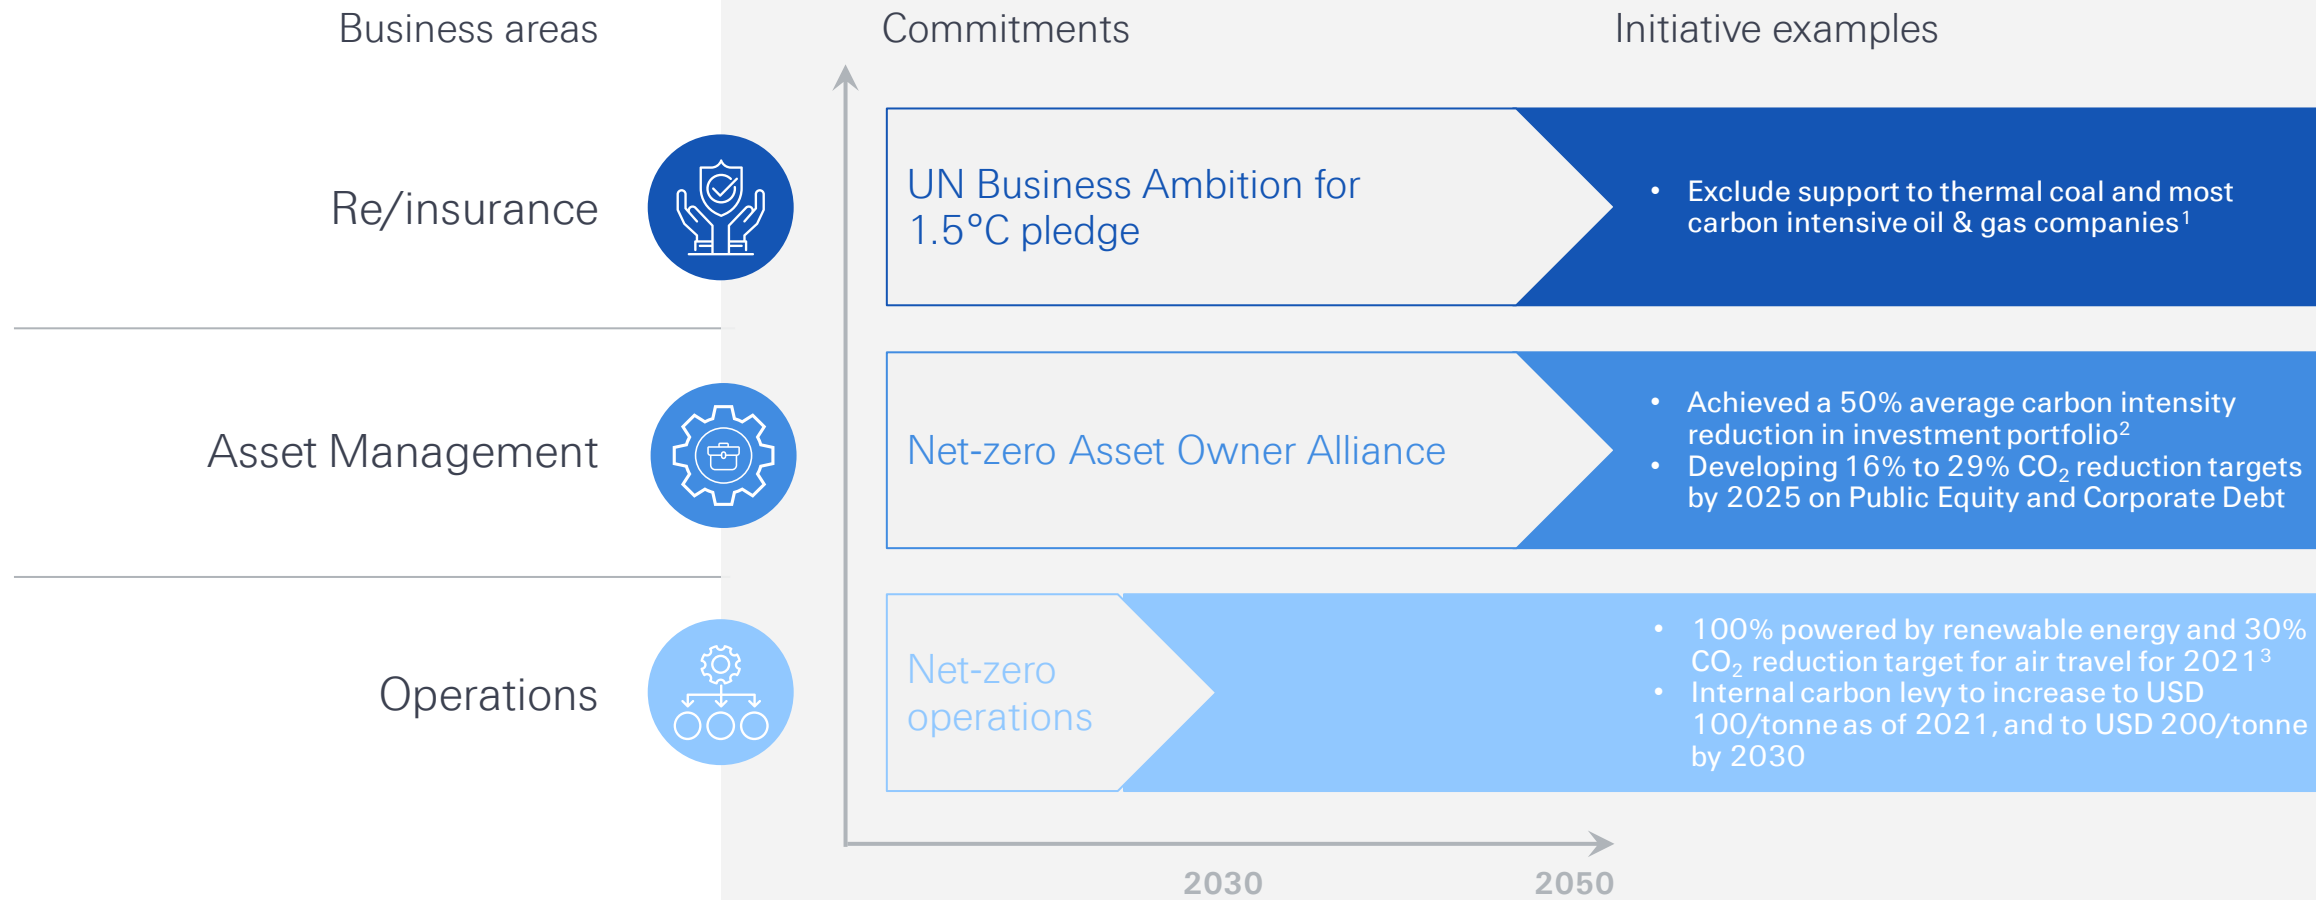 Business areas
Commitments
Initiative examples
Re/insurance
UN Business Ambition for
1.5°C pledge
• Exclude support to thermal coal and most
carbon intensive oil & gas companies¹
Asset Management
Net-zero Asset Owner Alliance
• Achieved a 50% average carbon intensity
reduction in investment portfolio²
• Developing 16% to 29% CO₂ reduction targets
by 2025 on Public Equity and Corporate Debt
Operations
Net-zero
operations
• 100% powered by renewable energy and 30%
CO₂ reduction target for air travel for 2021³
• Internal carbon levy to increase to USD
100/tonne as of 2021, and to USD 200/tonne
by 2030
2030
2050